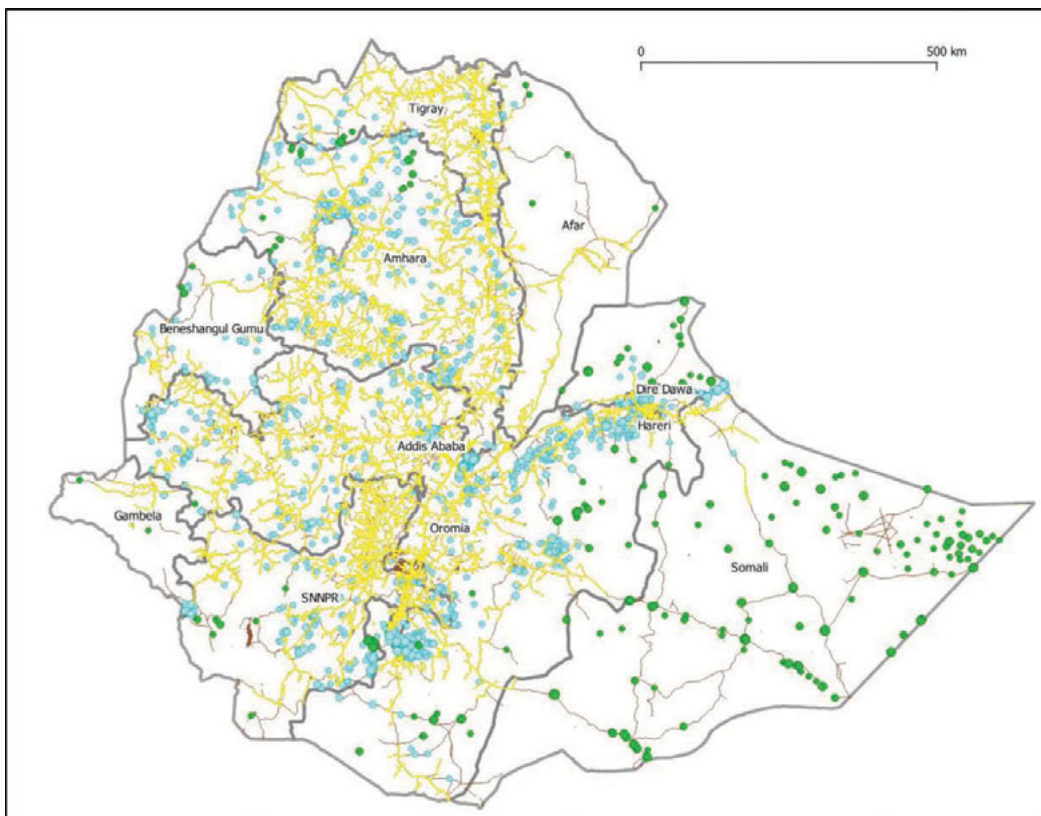 0 500 km
Tigray
Afar
Amhara
Beneshangul Gumu
Dire Dawa
Hareri
Addis Ababa
Gambela
Oromia
Somali
SNNPR